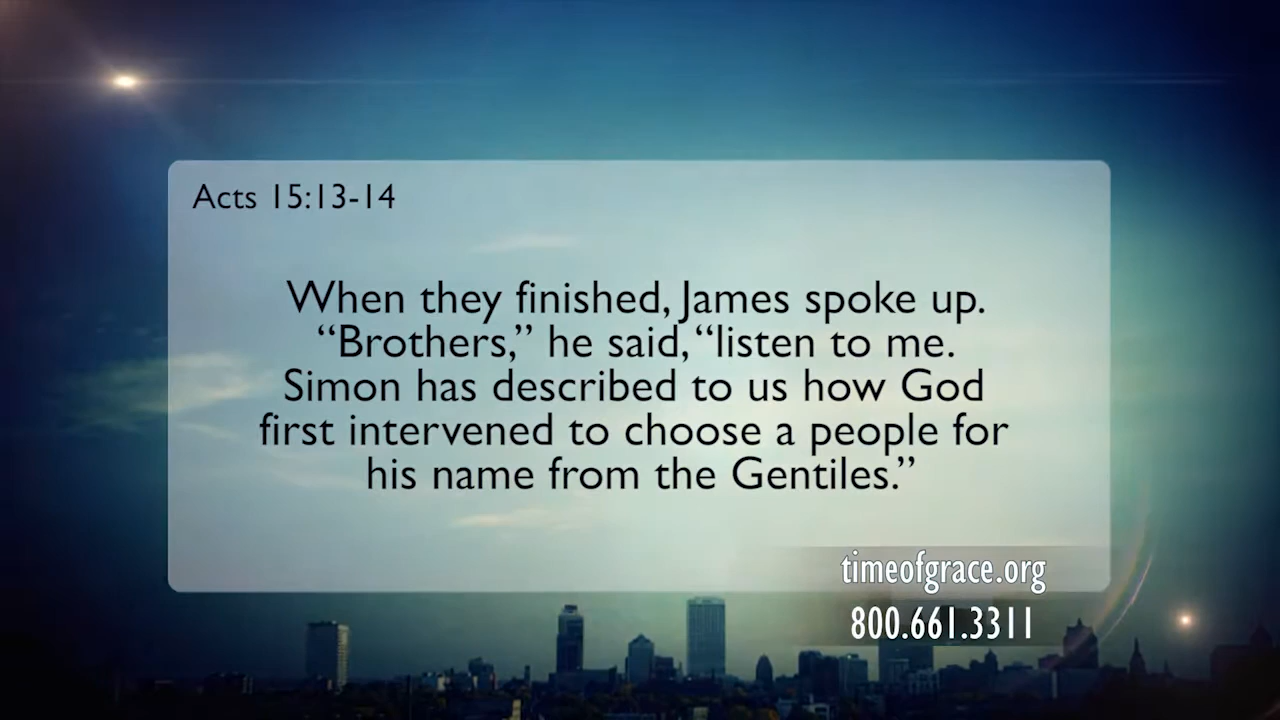 Acts 15:13-14
When they finished, James spoke up.
“Brothers,” he said, “listen to me.
Simon has described to us how God
first intervened to choose a people for
his name from the Gentiles.”
timeofgrace.org
800.661.3311